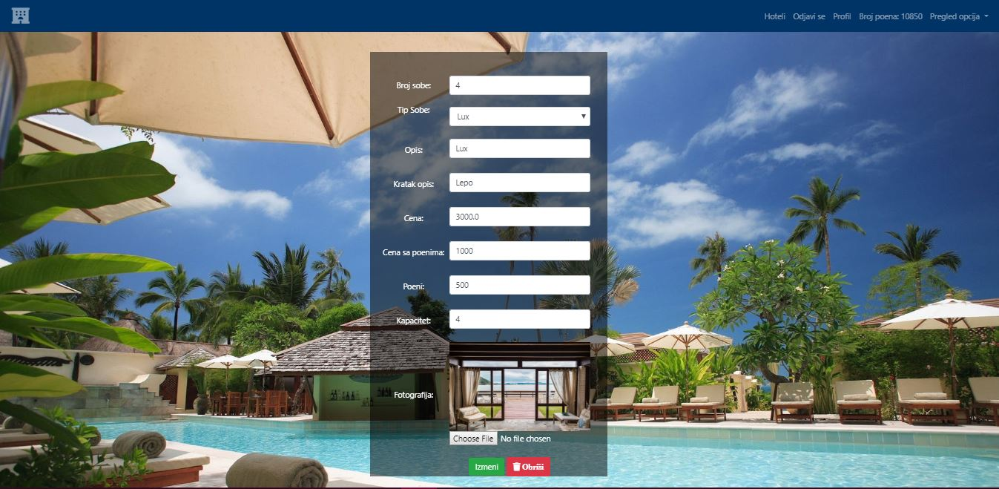 Hoteli Odjavi se Profil Broj poena: 10850 Pregled opcija
Broj sobe: 4
Tip Sobe: Lux
Opis: Lux
Kratak opis: Lepo
Cena: 3000.0
Cena sa poenima: 1000
Poeni: 500
Kapacitet: 4
Fotografija:
Choose File No file chosen
Izmeni Obriši